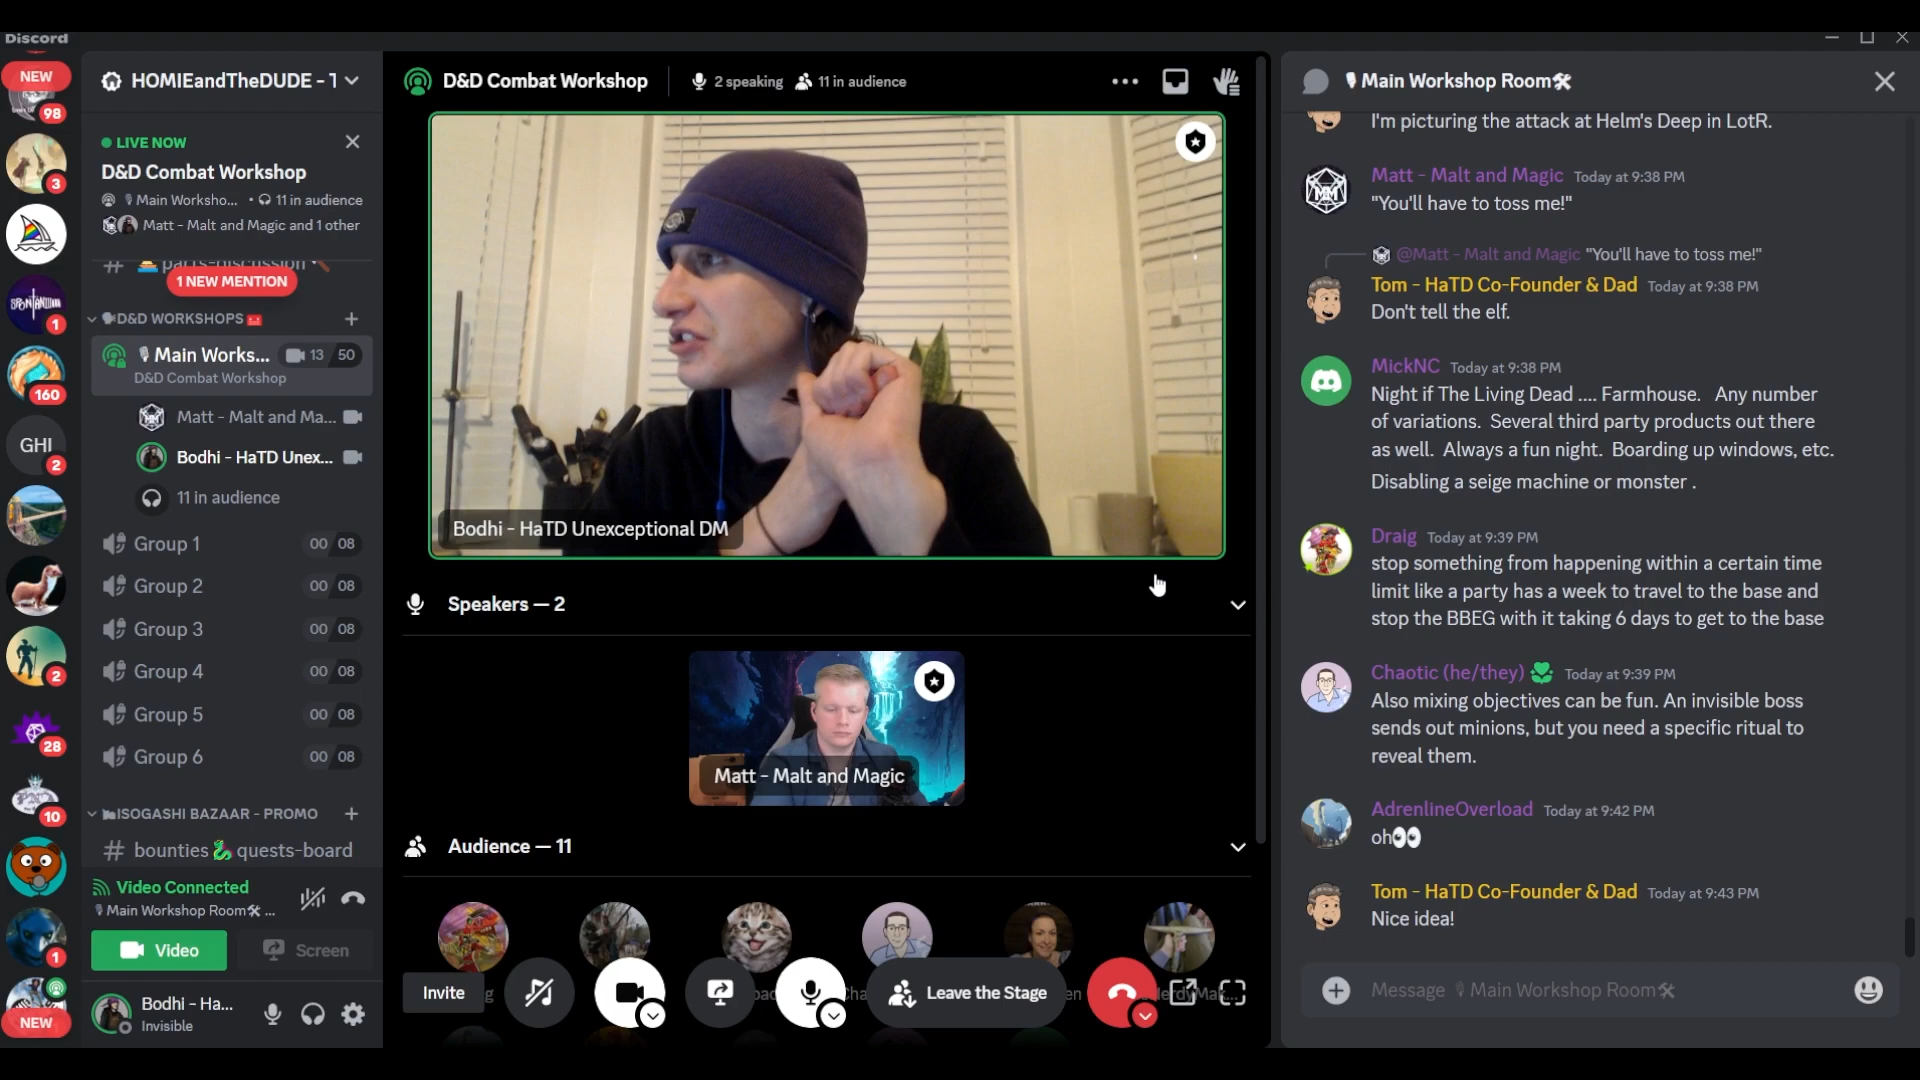 Discord
NEW
98
3
1
160
GHI
2
2
28
10
1
NEW
HOMIEandTheDUDE - T
LIVE NOW
D&D Combat Workshop
🎙Main Worksho... • 11 in audience
Matt - Malt and Magic and 1 other
1 NEW MENTION
D&D WORKSHOPS
🎙Main Works... 13 50
D&D Combat Workshop
Matt - Malt and Ma...
Bodhi - HaTD Unex...
11 in audience
Group 1 00 08
Group 2 00 08
Group 3 00 08
Group 4 00 08
Group 5 00 08
Group 6 00 08
ISOGASHI BAZAAR - PROMO
# bounties🐉quests-board
Video Connected
🎙Main Workshop Room🛠 ...
Video
Screen
Bodhi - Ha...
Invisible
D&D Combat Workshop
2 speaking 11 in audience
Bodhi - HaTD Unexceptional DM
Speakers — 2
Matt - Malt and Magic
Audience — 11
Invite
Leave the Stage
🎙Main Workshop Room🛠
I'm picturing the attack at Helm's Deep in LotR.
Matt - Malt and Magic Today at 9:38 PM
"You'll have to toss me!"
@Matt - Malt and Magic "You'll have to toss me!"
Tom - HaTD Co-Founder & Dad Today at 9:38 PM
Don't tell the elf.
MickNC Today at 9:38 PM
Night if The Living Dead .... Farmhouse. Any number
of variations. Several third party products out there
as well. Always a fun night. Boarding up windows, etc.
Disabling a seige machine or monster .
Draig Today at 9:39 PM
stop something from happening within a certain time
limit like a party has a week to travel to the base and
stop the BBEG with it taking 6 days to get to the base
Chaotic (he/they) Today at 9:39 PM
Also mixing objectives can be fun. An invisible boss
sends out minions, but you need a specific ritual to
reveal them.
AdrenlineOverload Today at 9:42 PM
oh👀
Tom - HaTD Co-Founder & Dad Today at 9:43 PM
Nice idea!
Message 🎙Main Workshop Room🛠